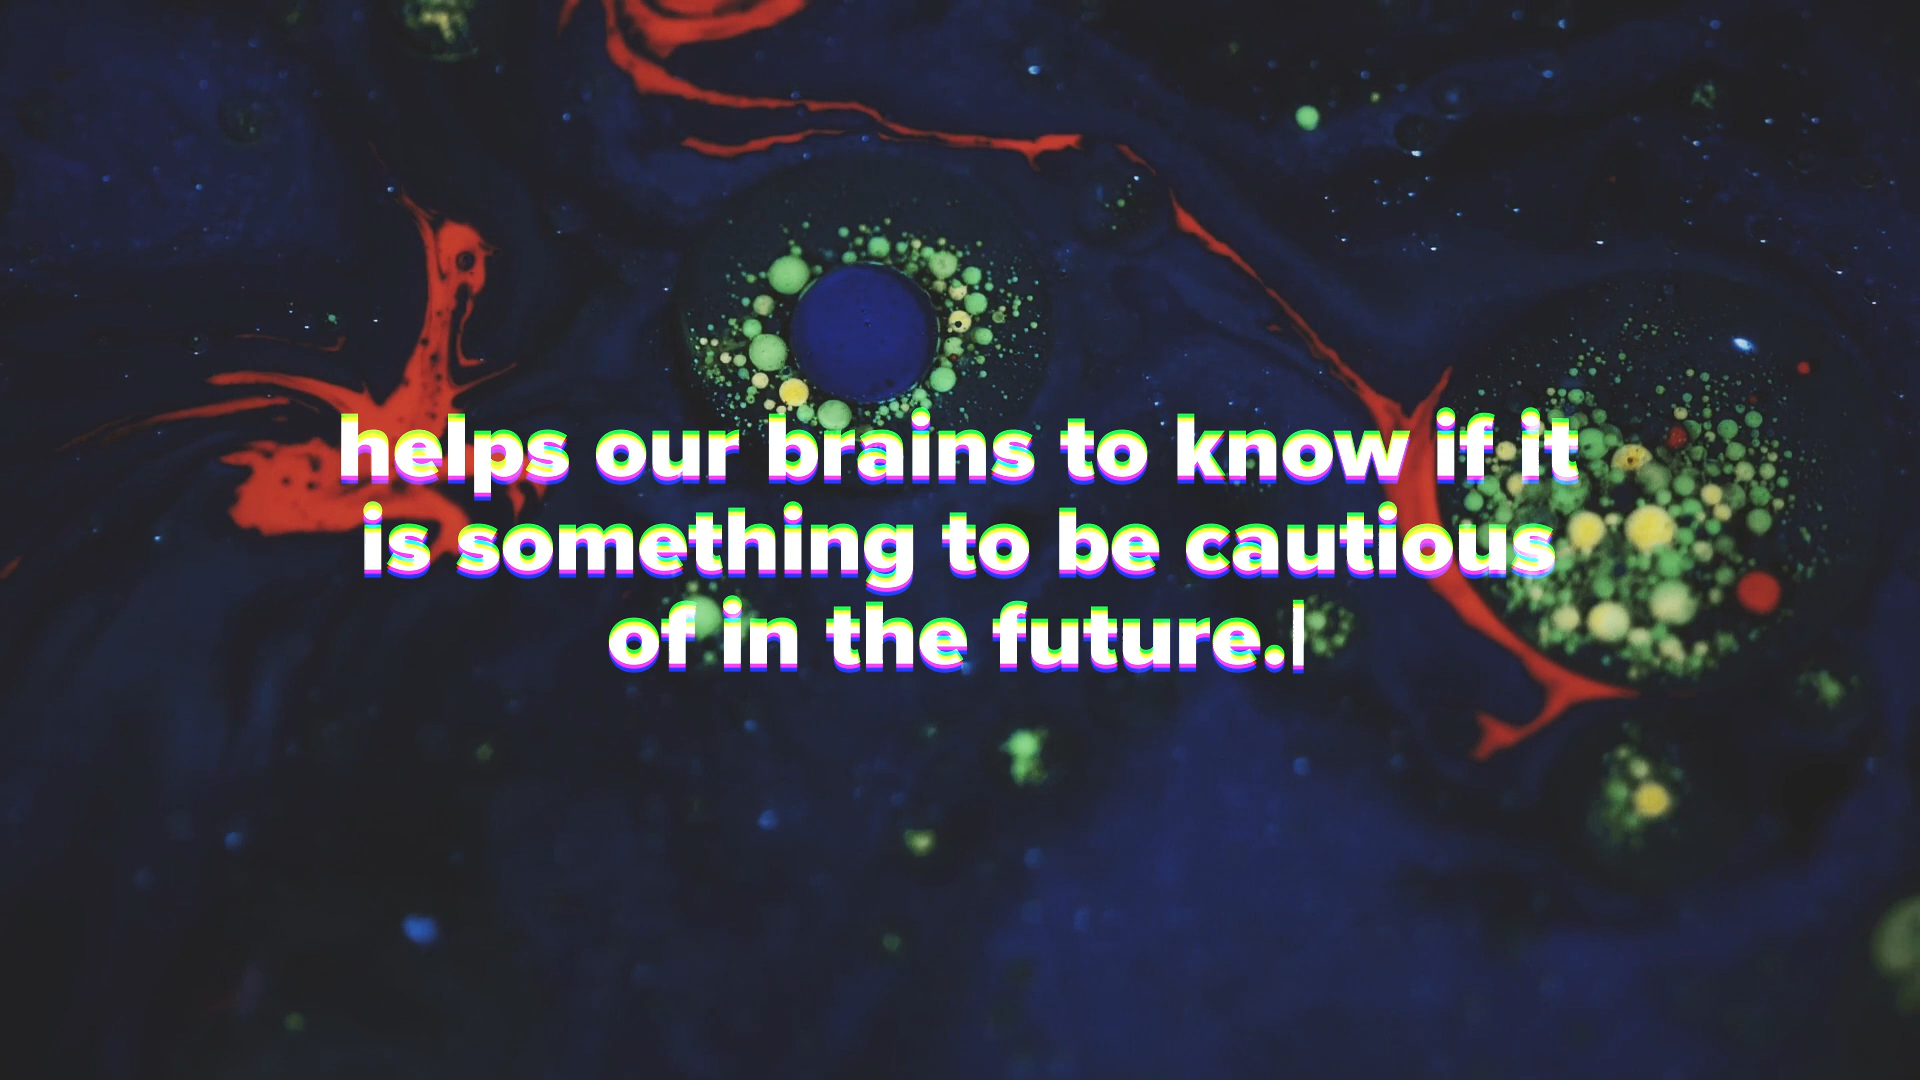 helps our brains to know if it
is something to be cautious
of in the future.